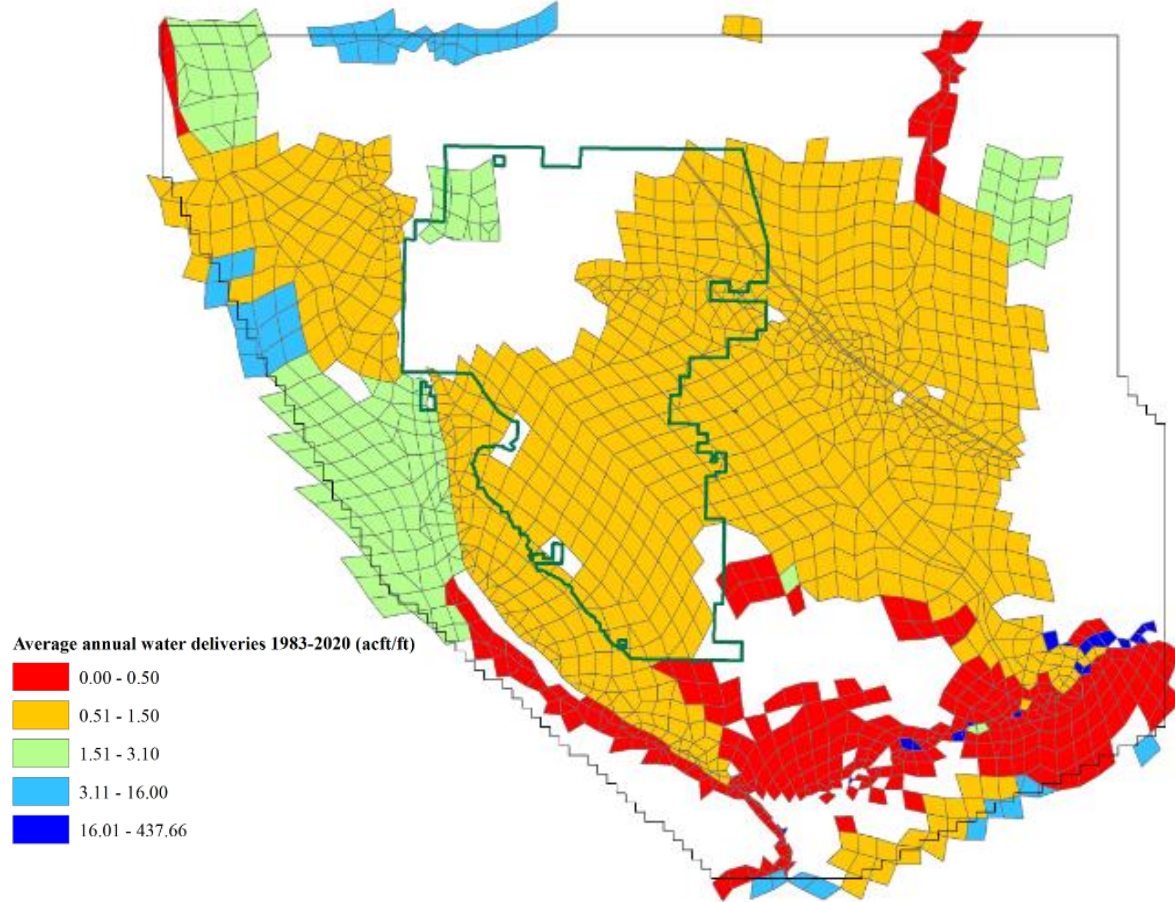 Average annual water deliveries 1983-2020 (acft/ft)
0.00 - 0.50
0.51 - 1.50
1.51 - 3.10
3.11 - 16.00
16.01 - 437.66